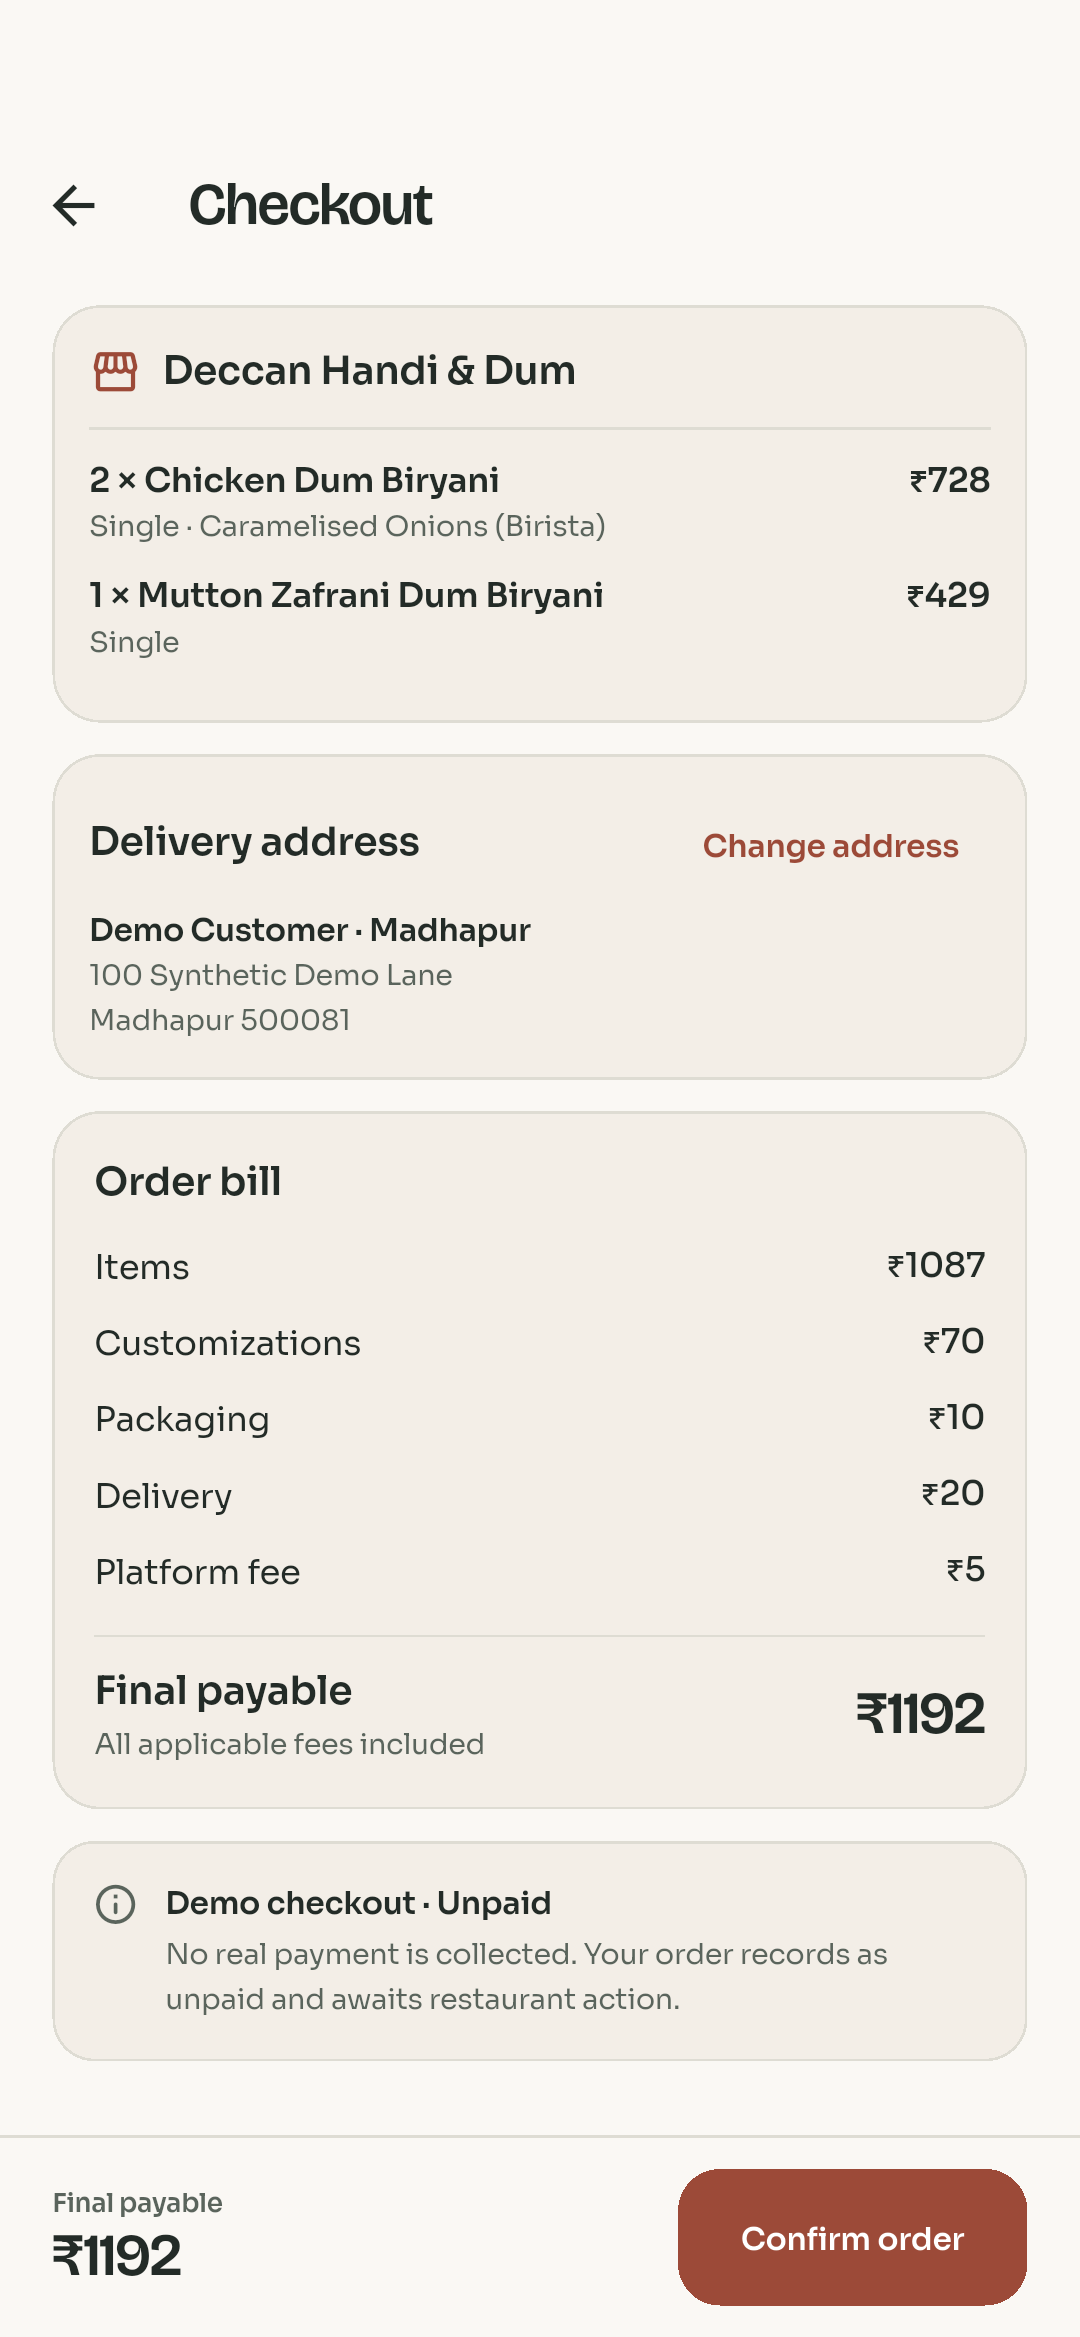 Checkout
Deccan Handi & Dum
2 × Chicken Dum Biryani ₹728
Single · Caramelised Onions (Birista)
1 × Mutton Zafrani Dum Biryani ₹429
Single
Delivery address Change address
Demo Customer · Madhapur
100 Synthetic Demo Lane
Madhapur 500081
Order bill
Items ₹1087
Customizations ₹70
Packaging ₹10
Delivery ₹20
Platform fee ₹5
Final payable ₹1192
All applicable fees included
Demo checkout · Unpaid
No real payment is collected. Your order records as
unpaid and awaits restaurant action.
Final payable
₹1192
Confirm order